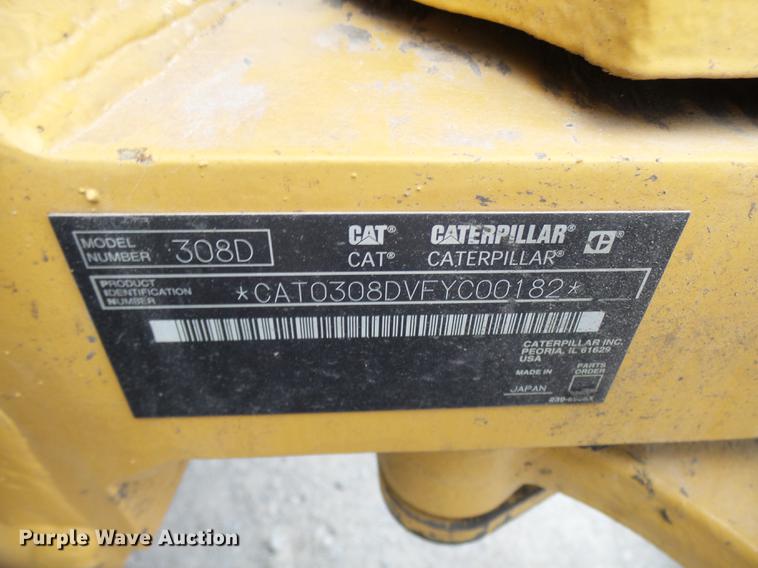 MODEL NUMBER 308D
CAT® CATERPILLAR® C®
CAT® CATERPILLAR®
PRODUCT IDENTIFICATION NUMBER *CAT0308DVFYC00182*
CATERPILLAR INC.
PEORIA, IL 61629
USA
MADE IN
JAPAN
PARTS ORDER
Purple Wave Auction